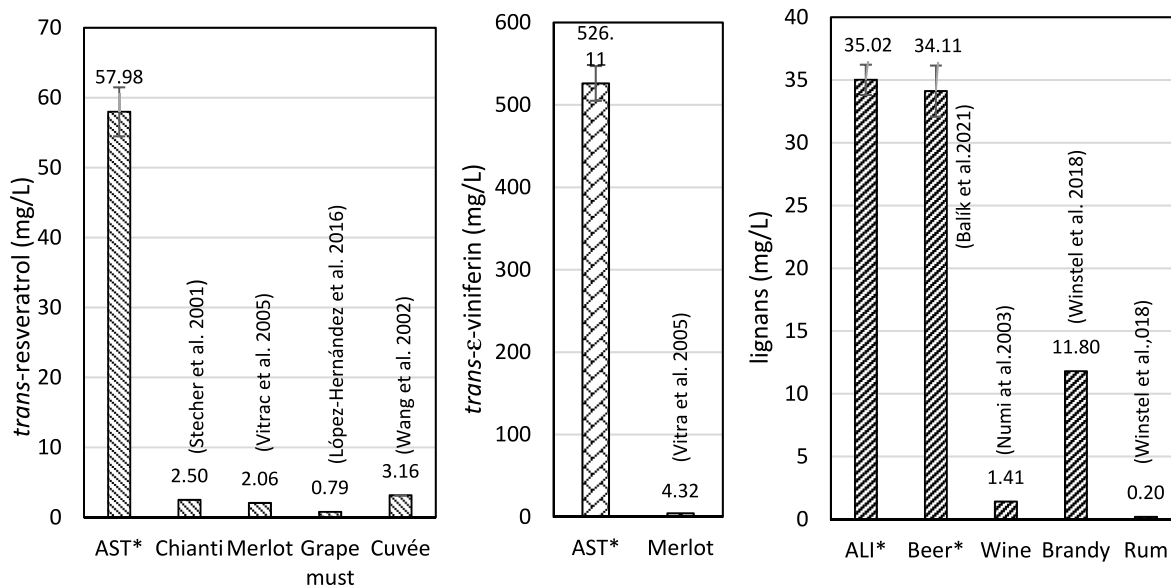 trans-resveratrol (mg/L)
70
60
50
40
30
20
10
0
57.98
2.50
2.06
0.79
3.16
(Stecher et al. 2001)
(Vitrac et al. 2005)
(López-Hernández et al. 2016)
(Wang et al. 2002)
AST* Chianti Merlot Grape Cuvée
must
trans-ε-viniferin (mg/L)
600
500
400
300
200
100
0
526.
11
4.32
(Vitra et al. 2005)
AST* Merlot
lignans (mg/L)
40
35
30
25
20
15
10
5
0
35.02
34.11
1.41
11.80
0.20
(Balík et al.2021)
(Numi at al.2003)
(Winstel et al. 2018)
(Winstel et al.,018)
ALI* Beer* Wine Brandy Rum